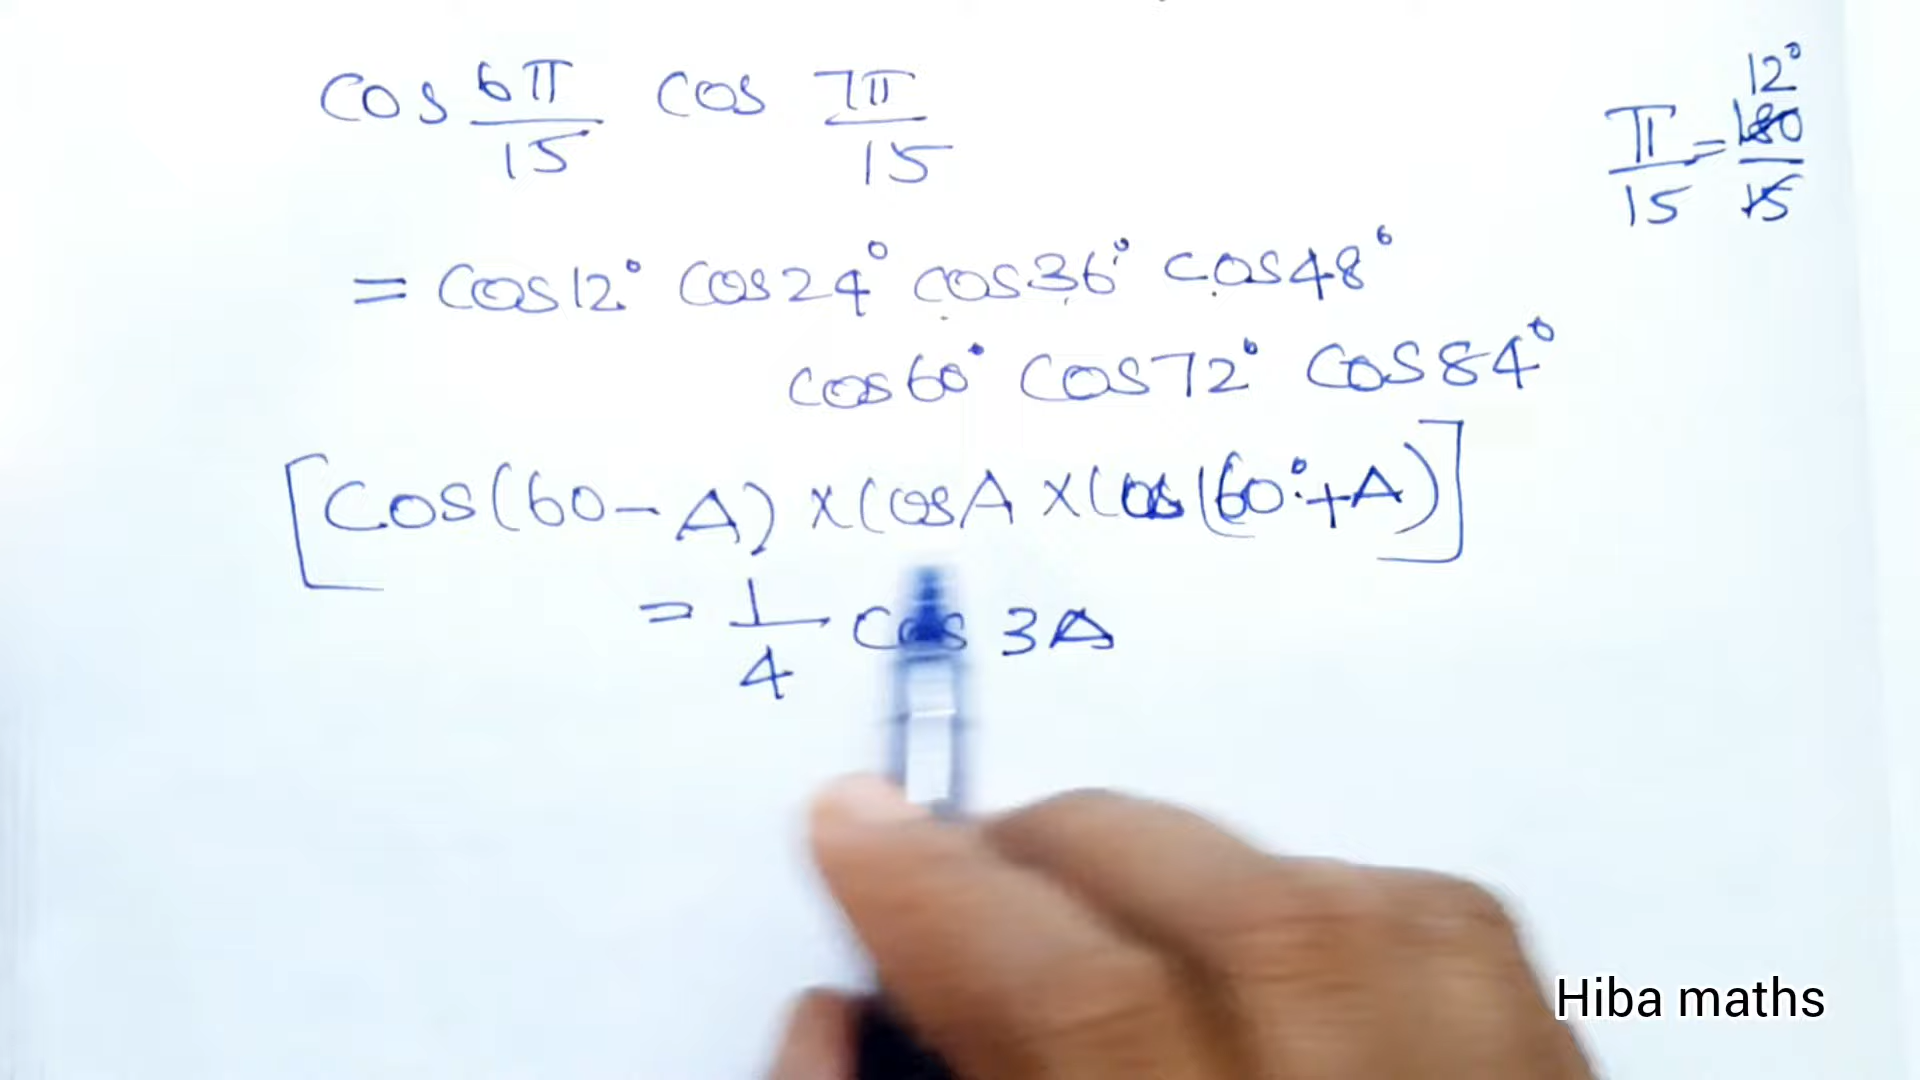 cos 6π/15 cos 7π/15
π/15 = 180/15 12°
= cos12° cos24° cos36° cos48°
cos60° cos72° cos84°
[cos(60-A) × cosA × cos(60°+A)]
= 1/4 cos 3A
Hiba maths